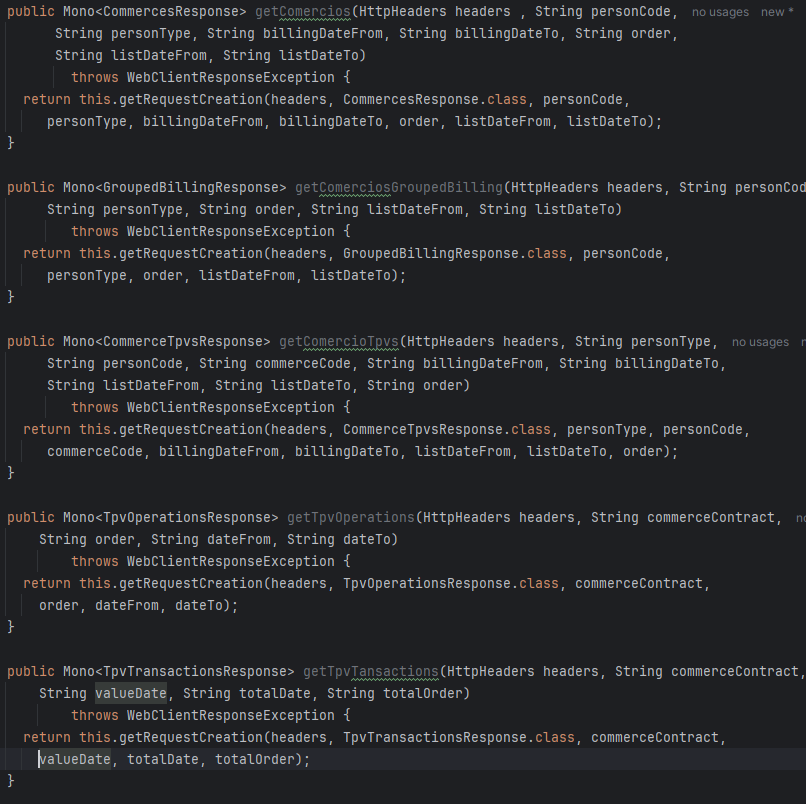 public Mono<CommercesResponse> getComercios(HttpHeaders headers , String personCode, no usages new *
String personType, String billingDateFrom, String billingDateTo, String order,
String listDateFrom, String listDateTo)
throws WebClientResponseException {
return this.getRequestCreation(headers, CommercesResponse.class, personCode,
personType, billingDateFrom, billingDateTo, order, listDateFrom, listDateTo);
}
public Mono<GroupedBillingResponse> getComerciosGroupedBilling(HttpHeaders headers, String personCod
String personType, String order, String listDateFrom, String listDateTo)
throws WebClientResponseException {
return this.getRequestCreation(headers, GroupedBillingResponse.class, personCode,
personType, order, listDateFrom, listDateTo);
}
public Mono<CommerceTpvsResponse> getComercioTpvs(HttpHeaders headers, String personType, no usages n
String personCode, String commerceCode, String billingDateFrom, String billingDateTo,
String listDateFrom, String listDateTo, String order)
throws WebClientResponseException {
return this.getRequestCreation(headers, CommerceTpvsResponse.class, personType, personCode,
commerceCode, billingDateFrom, billingDateTo, listDateFrom, listDateTo, order);
}
public Mono<TpvOperationsResponse> getTpvOperations(HttpHeaders headers, String commerceContract, no
String order, String dateFrom, String dateTo)
throws WebClientResponseException {
return this.getRequestCreation(headers, TpvOperationsResponse.class, commerceContract,
order, dateFrom, dateTo);
}
public Mono<TpvTransactionsResponse> getTpvTansactions(HttpHeaders headers, String commerceContract,
String valueDate, String totalDate, String totalOrder)
throws WebClientResponseException {
return this.getRequestCreation(headers, TpvTransactionsResponse.class, commerceContract,
valueDate, totalDate, totalOrder);
}